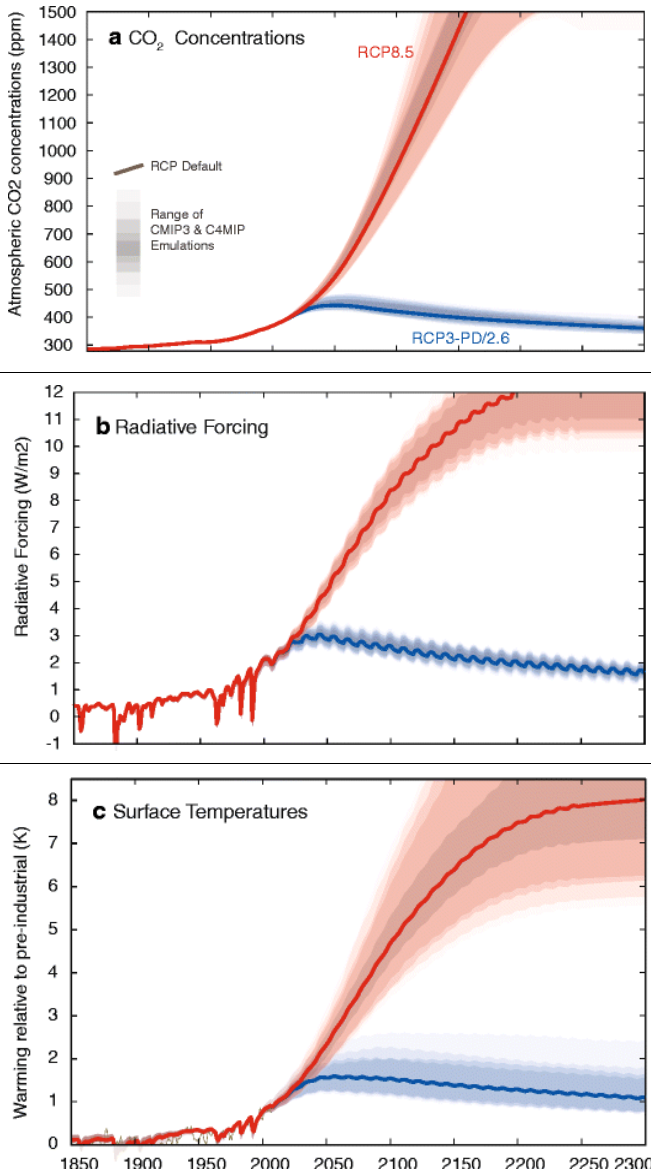 1500
1400
1300
1200
1100
1000
900
800
700
600
500
400
300
Atmospheric CO2 concentrations (ppm)
a CO₂ Concentrations
RCP8.5
RCP Default
Range of
CMIP3 & C4MIP
Emulations
RCP3-PD/2.6
12
11
10
9
8
7
6
5
4
3
2
1
0
-1
Radiative Forcing (W/m2)
b Radiative Forcing
8
7
6
5
4
3
2
1
0
Warming relative to pre-industrial (K)
c Surface Temperatures
1850 1900 1950 2000 2050 2100 2150 2200 2250 2300